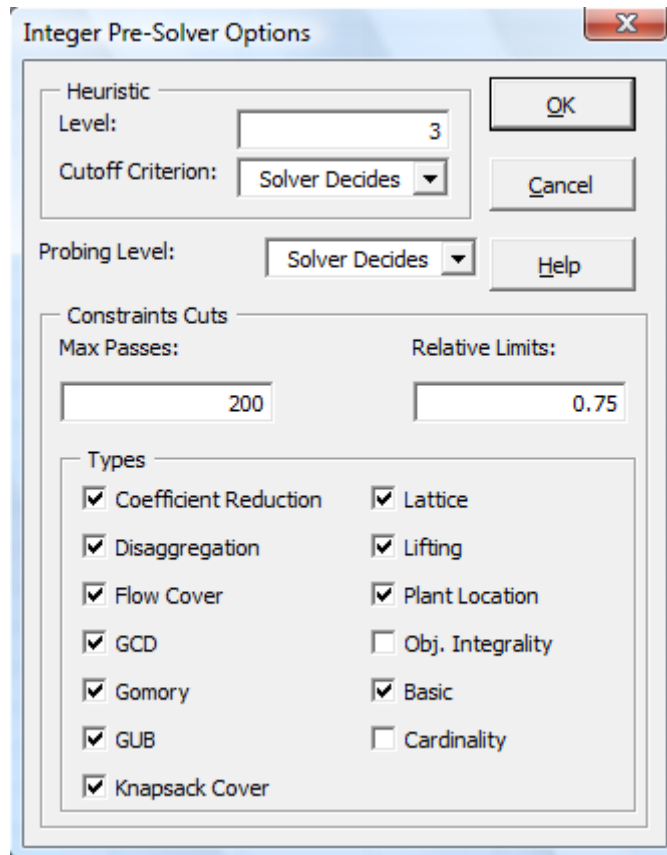 Integer Pre-Solver Options
Heuristic
Level:
3
OK
Cutoff Criterion:
Solver Decides
Cancel
Probing Level:
Solver Decides
Help
Constraints Cuts
Max Passes:
Relative Limits:
200
0.75
Types
Coefficient Reduction
Lattice
Disaggregation
Lifting
Flow Cover
Plant Location
GCD
Obj. Integrality
Gomory
Basic
GUB
Cardinality
Knapsack Cover